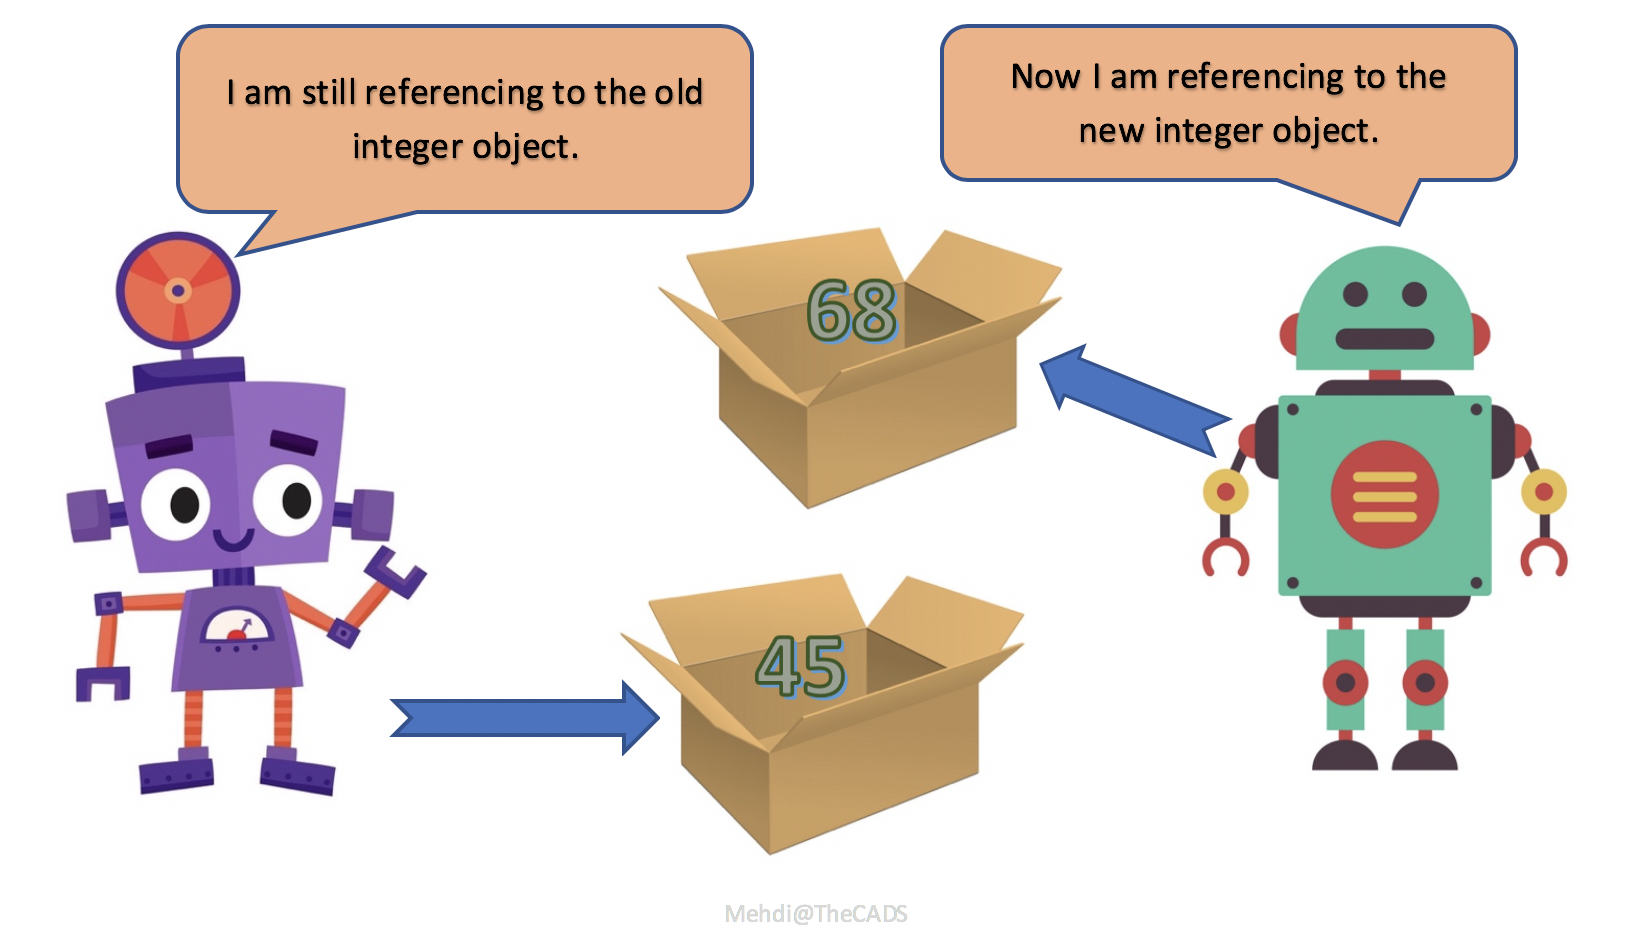 I am still referencing to the old
integer object.
Now I am referencing to the
new integer object.
68
45
Mehdi@TheCADS